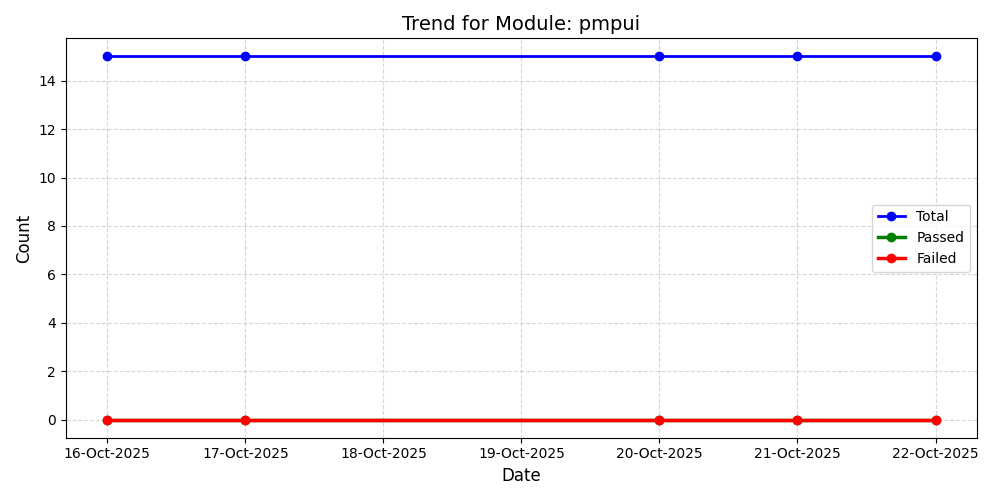 Trend for Module: pmpui
Count
14
12
10
8
6
4
2
0
Total
Passed
Failed
16-Oct-2025 17-Oct-2025 18-Oct-2025 19-Oct-2025 20-Oct-2025 21-Oct-2025 22-Oct-2025
Date